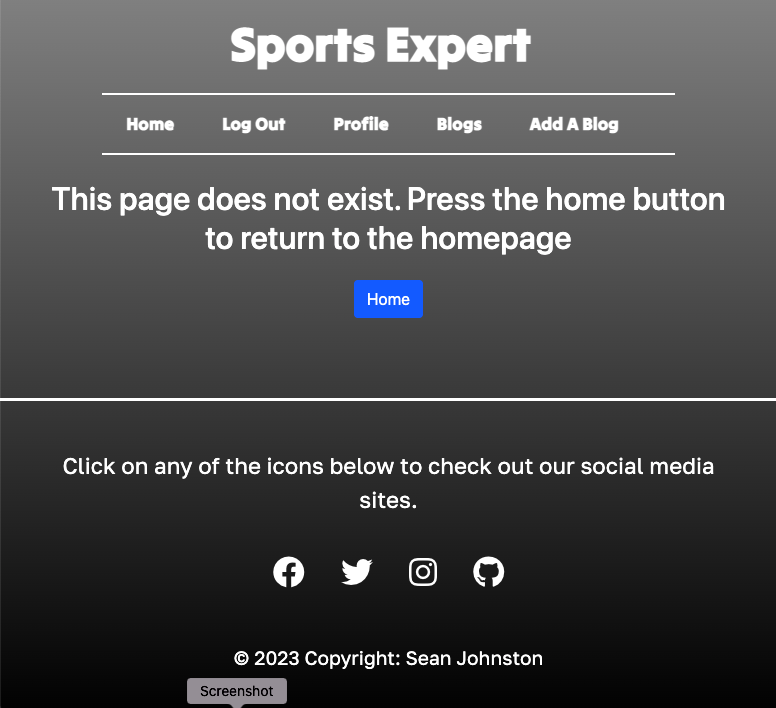 Sports Expert
Home Log Out Profile Blogs Add A Blog
This page does not exist. Press the home button
to return to the homepage
Home
Click on any of the icons below to check out our social media
sites.
© 2023 Copyright: Sean Johnston
Screenshot